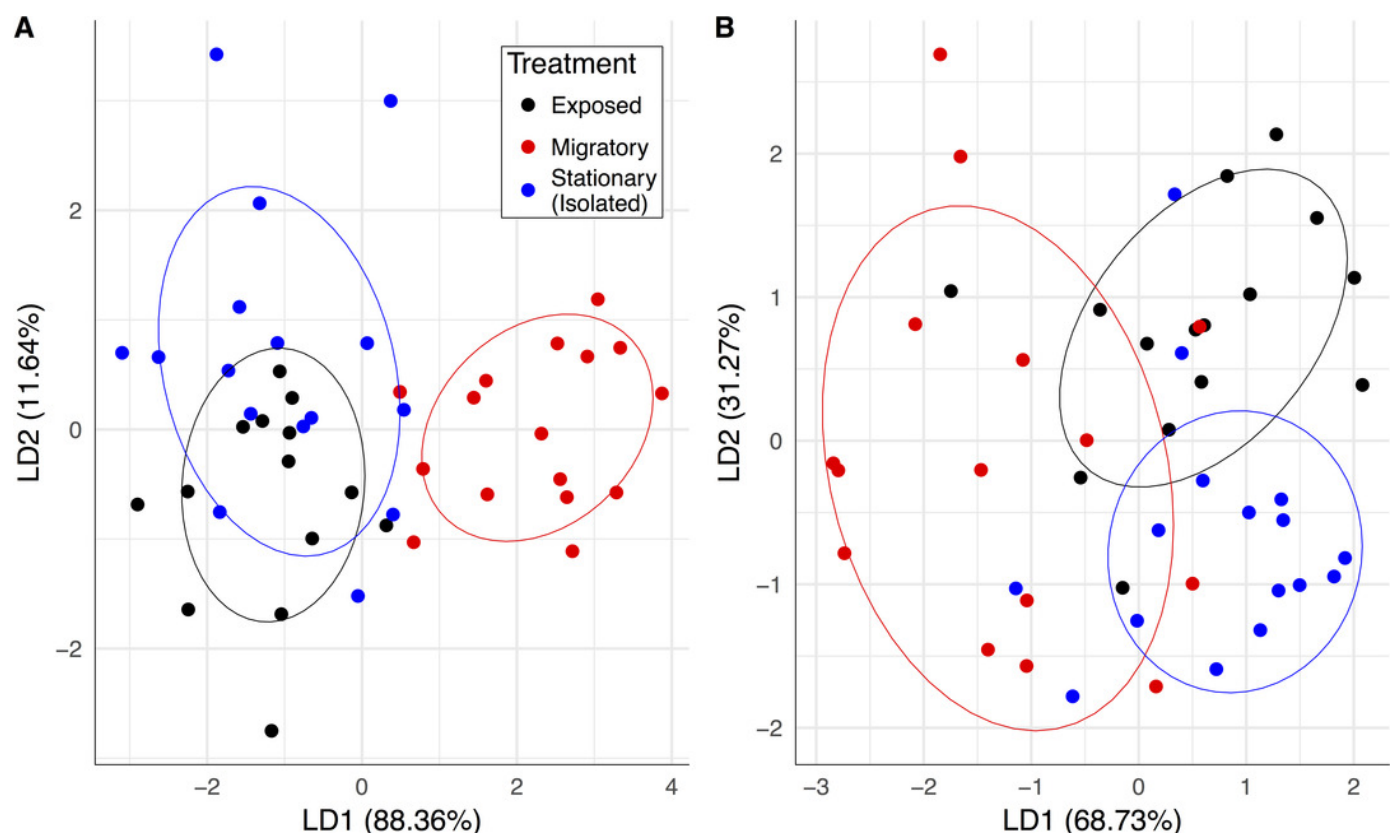 A
B
Treatment
Exposed
Migratory
Stationary
(Isolated)
LD2 (11.64%)
2
0
−2
−2
0
2
4
LD1 (88.36%)
LD2 (31.27%)
2
1
0
−1
−2
−3
−2
−1
0
1
2
LD1 (68.73%)